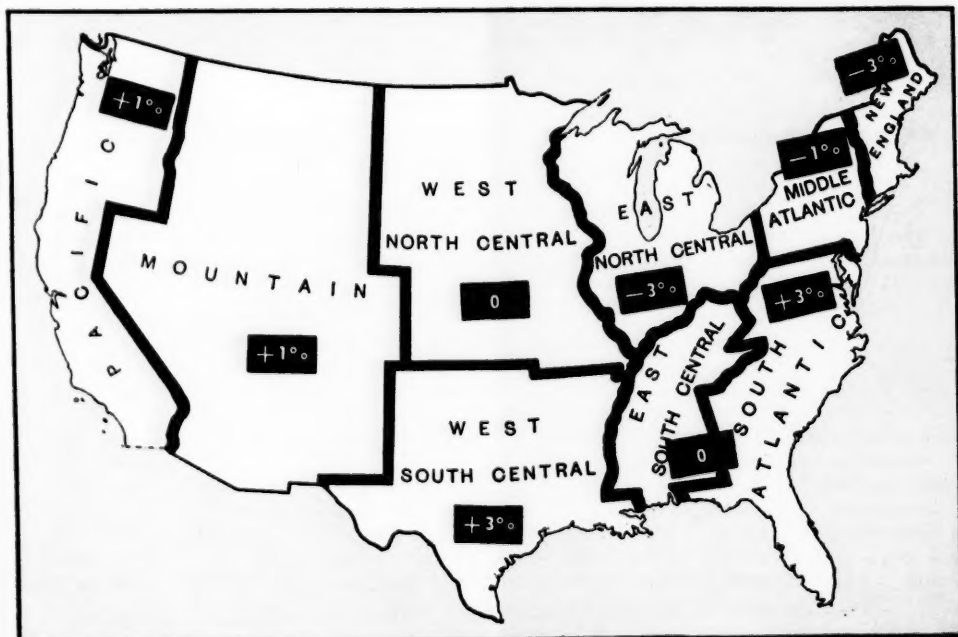 −3%
NEW
ENGLAND
+1%
−1%
MIDDLE
ATLANTIC
PACIFIC
WEST
NORTH CENTRAL
0
EAST
NORTH CENTRAL
−3%
MOUNTAIN
+1%
+3%
SOUTH
ATLANTIC
EAST
SOUTH CENTRAL
0
WEST
SOUTH CENTRAL
+3%